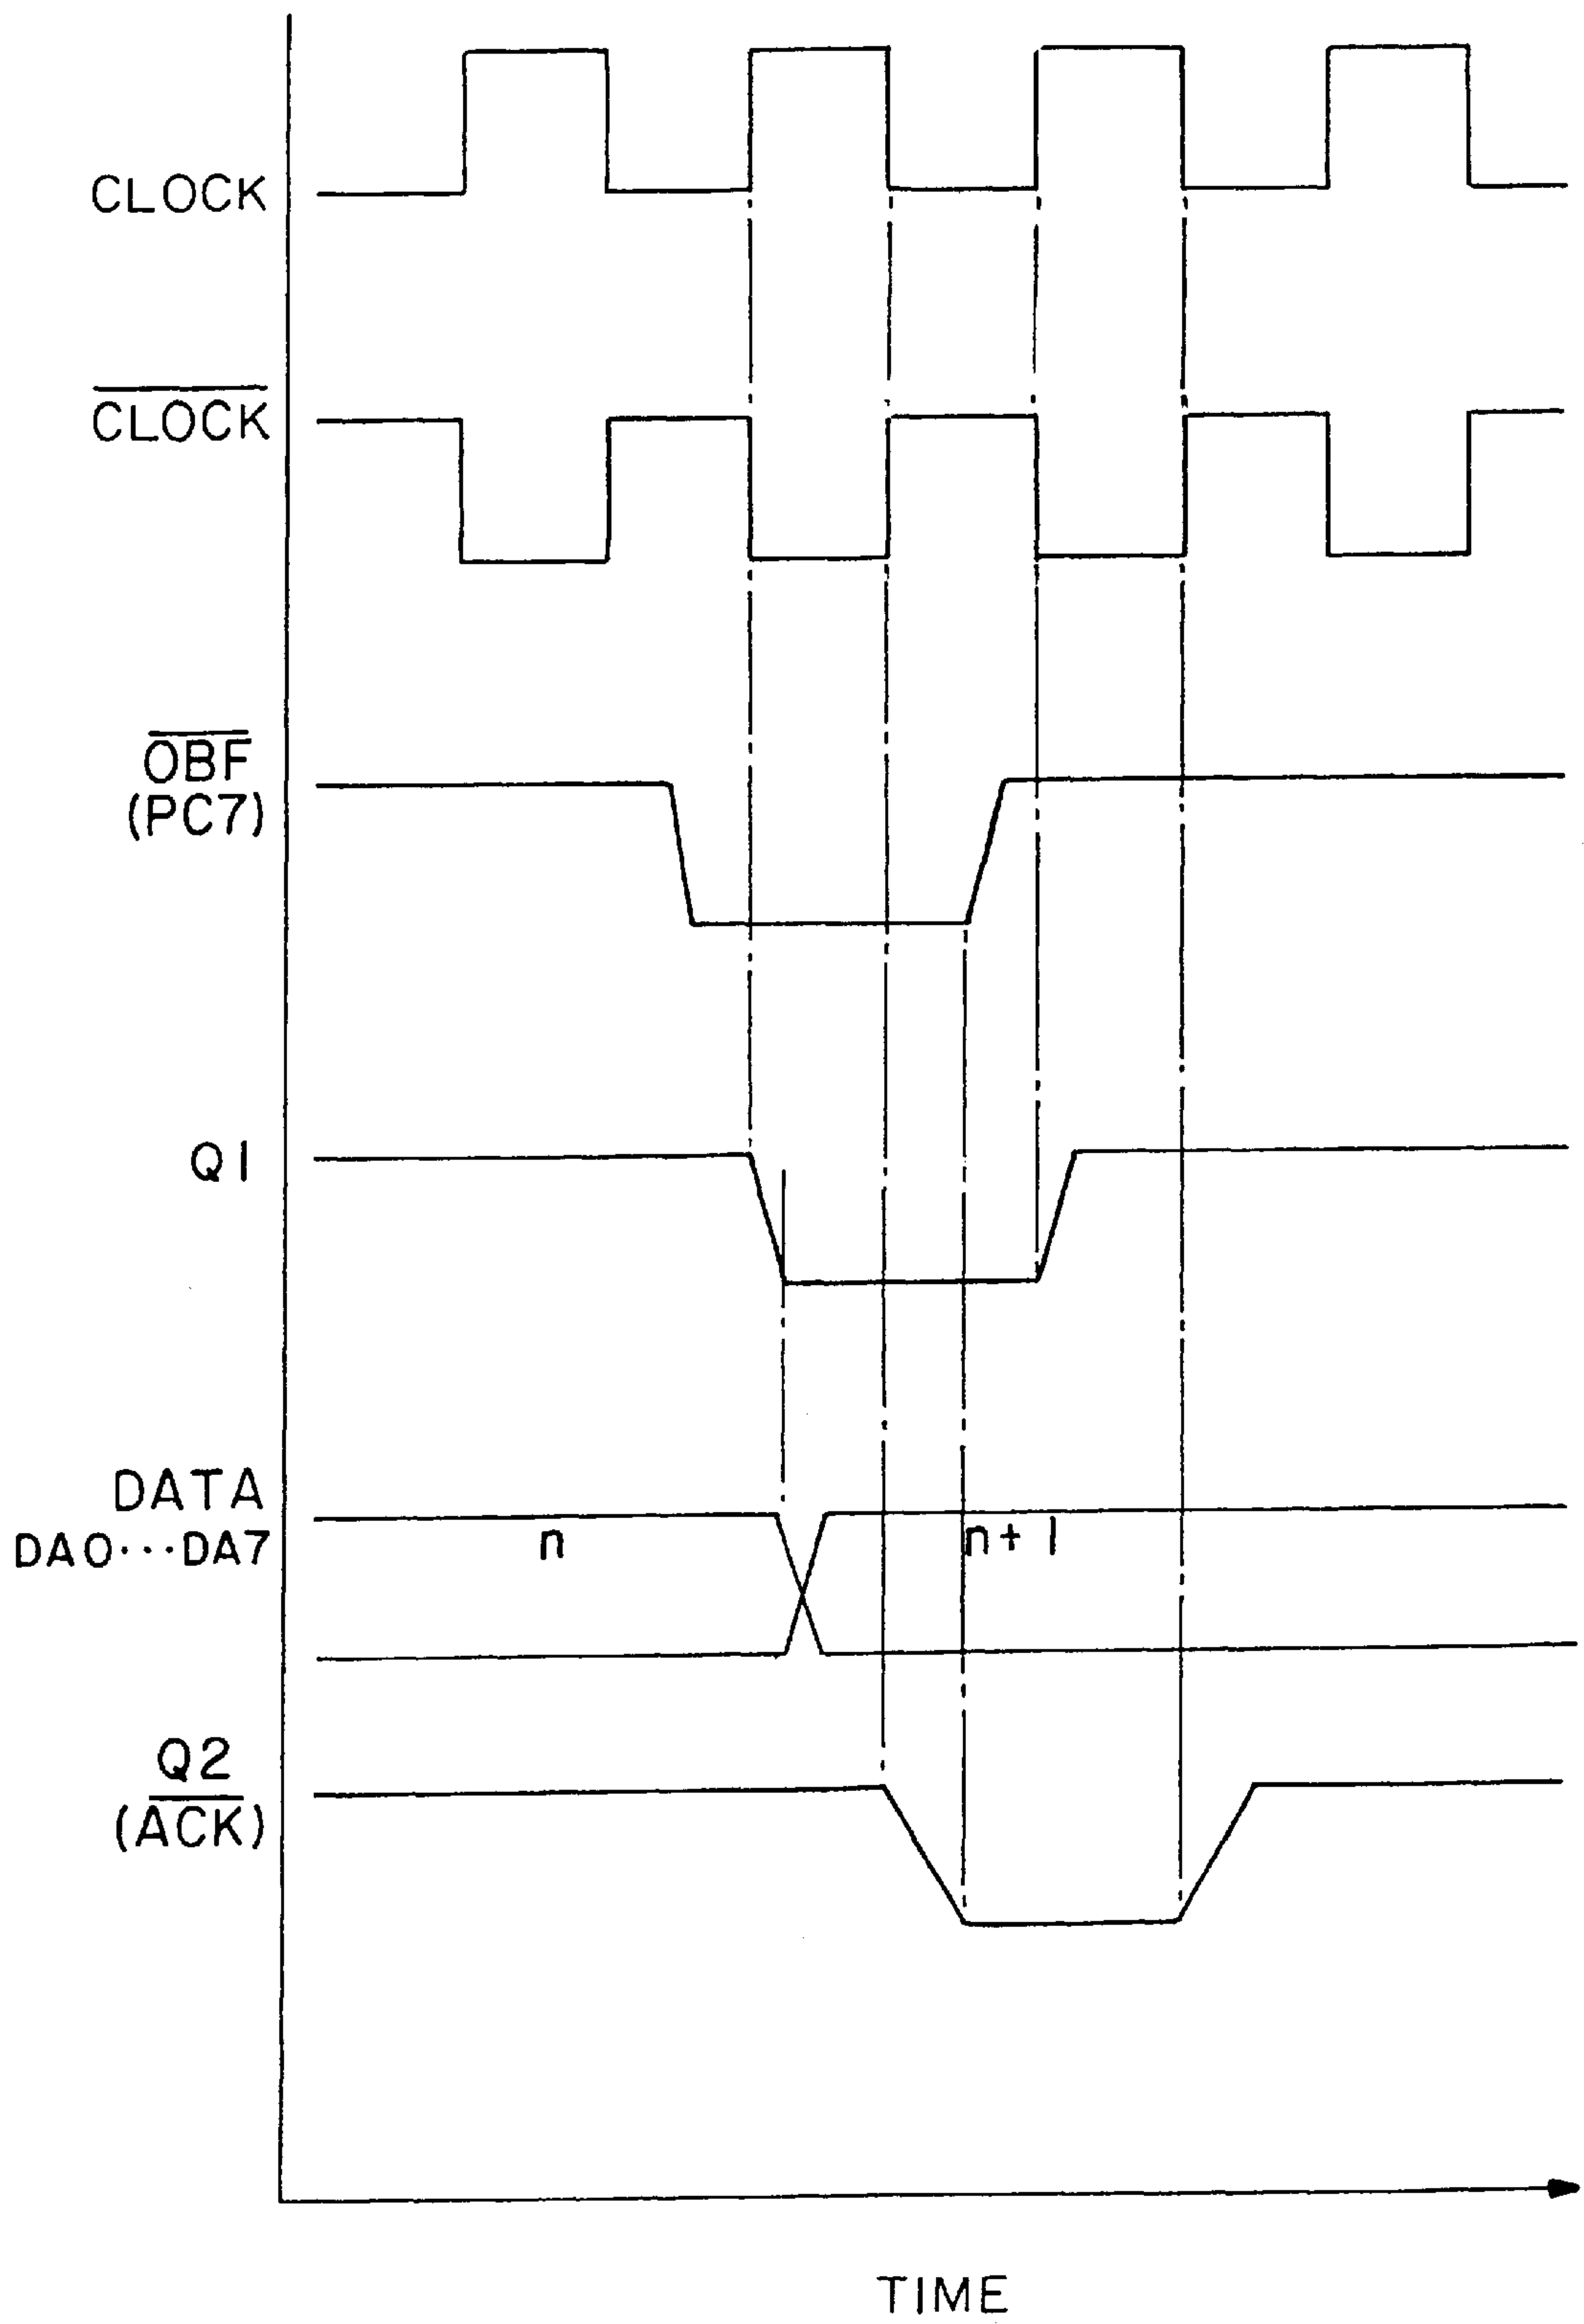 CLOCK
CLOCK
OBF
(PC7)
Q1
DATA
DA0···DA7
n
n+1
Q2
(ACK)
TIME